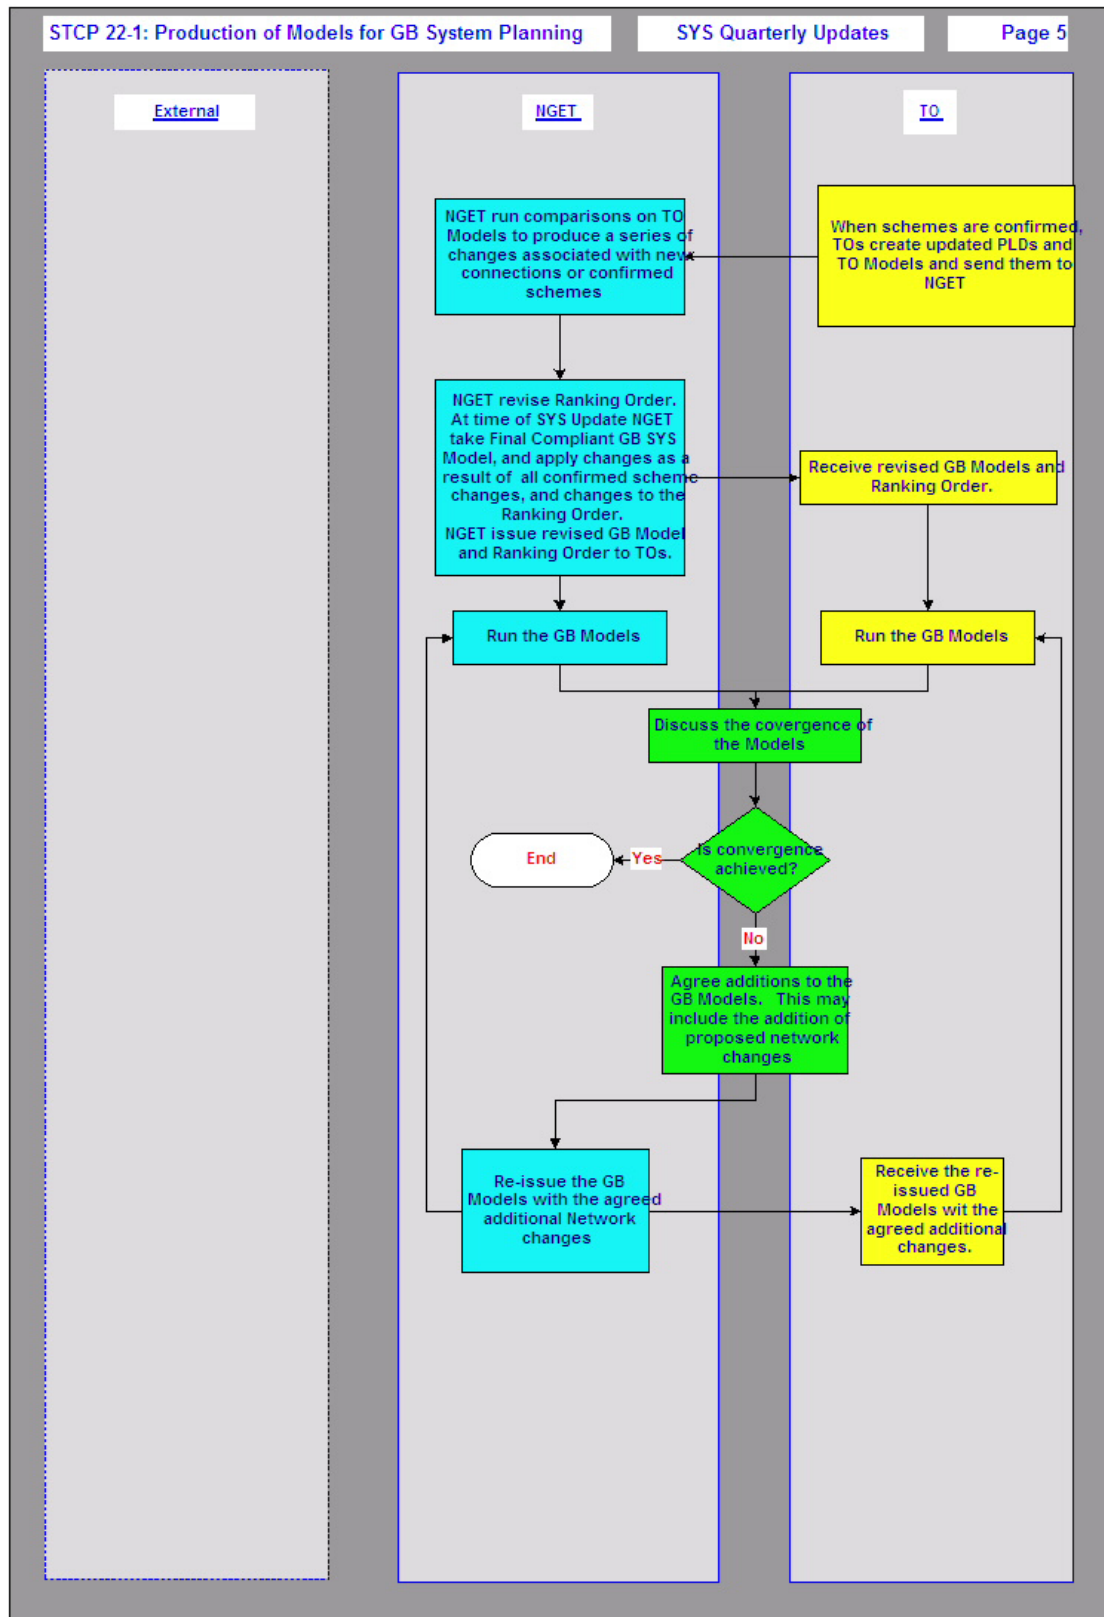 STCP 22-1: Production of Models for GB System Planning
SYS Quarterly Updates
Page 5
External
NGET
TO
When schemes are confirmed,
TOs create updated PLDs and
TO Models and send them to
NGET
NGET run comparisons on TO
Models to produce a series of
changes associated with new
connections or confirmed
schemes
NGET revise Ranking Order.
At time of SYS Update NGET
take Final Compliant GB SYS
Model, and apply changes as a
result of all confirmed scheme
changes, and changes to the
Ranking Order.
NGET issue revised GB Model
and Ranking Order to TOs.
Receive revised GB Models and
Ranking Order.
Run the GB Models
Run the GB Models
Discuss the covergence of
the Models
Is convergence
achieved?
Yes
End
No
Agree additions to the
GB Models. This may
include the addition of
proposed network
changes
Re-issue the GB
Models with the agreed
additional Network
changes
Receive the re-
issued GB
Models wit the
agreed additional
changes.